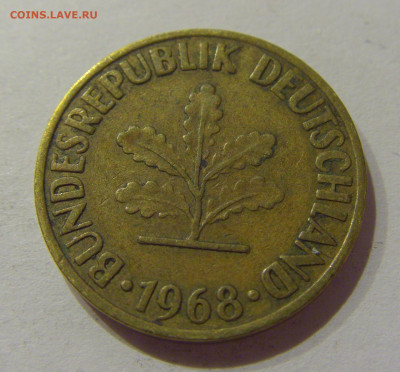 COINS.LAVE.RU
BUNDESREPUBLIK DEUTSCHLAND
· 1968 ·